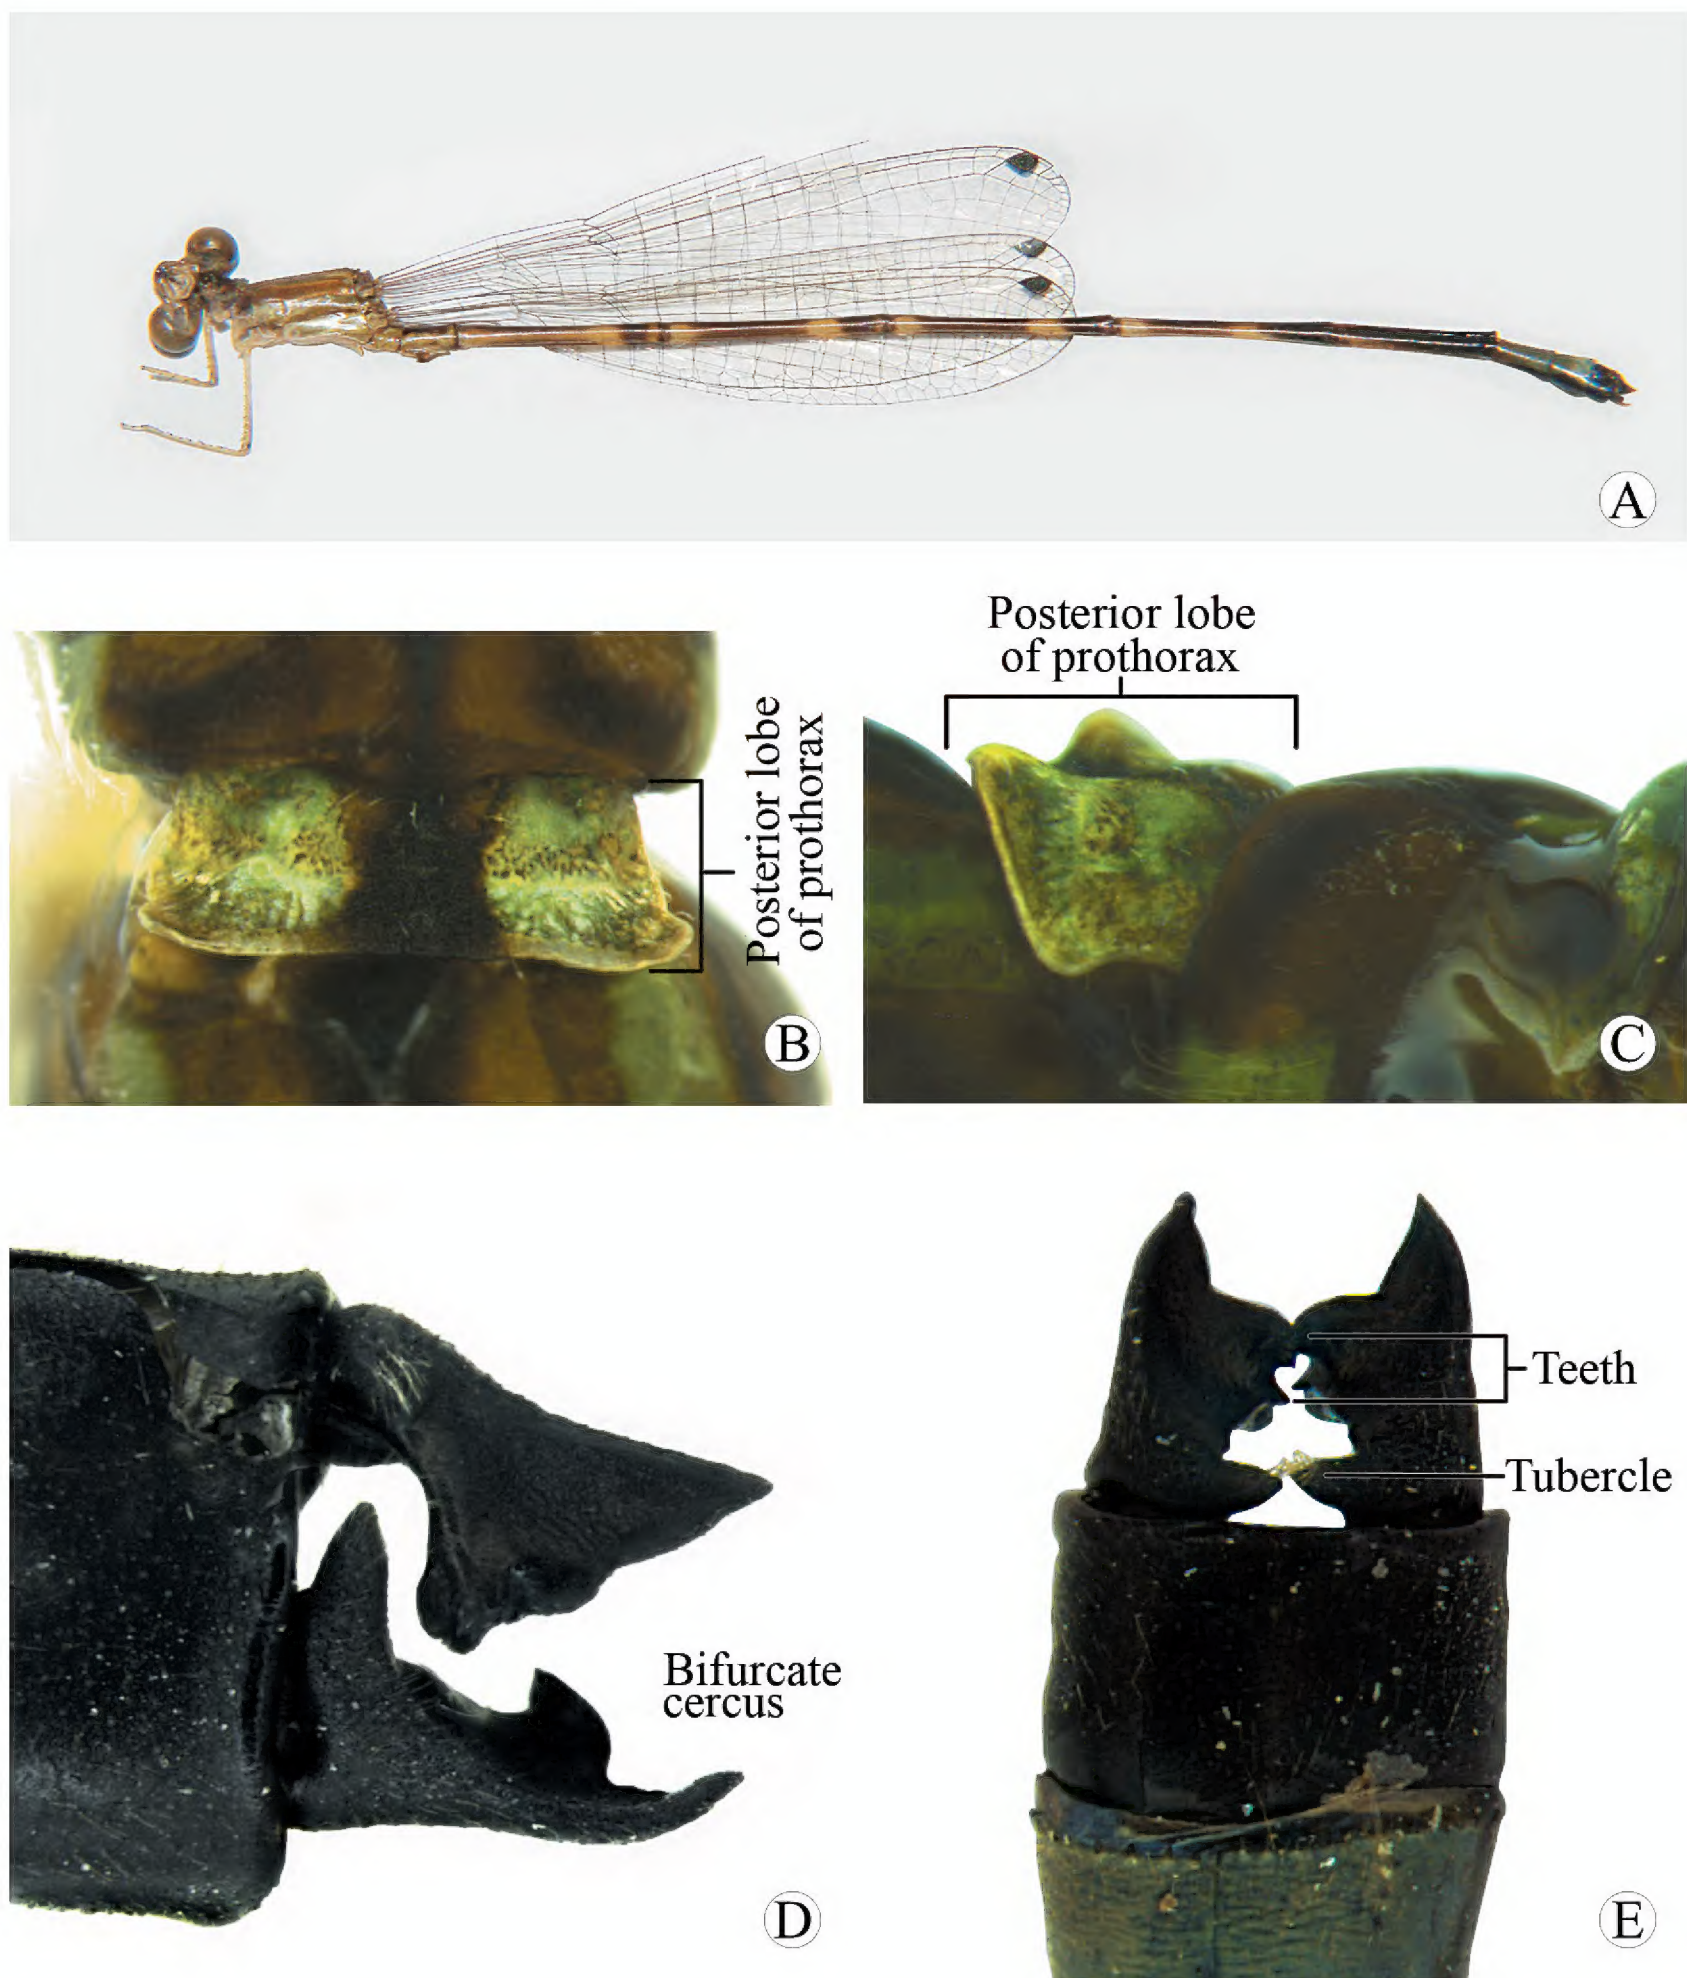 A
Posterior lobe
of prothorax
B
Posterior lobe
of prothorax
C
Bifurcate
cercus
D
Teeth
Tubercle
E